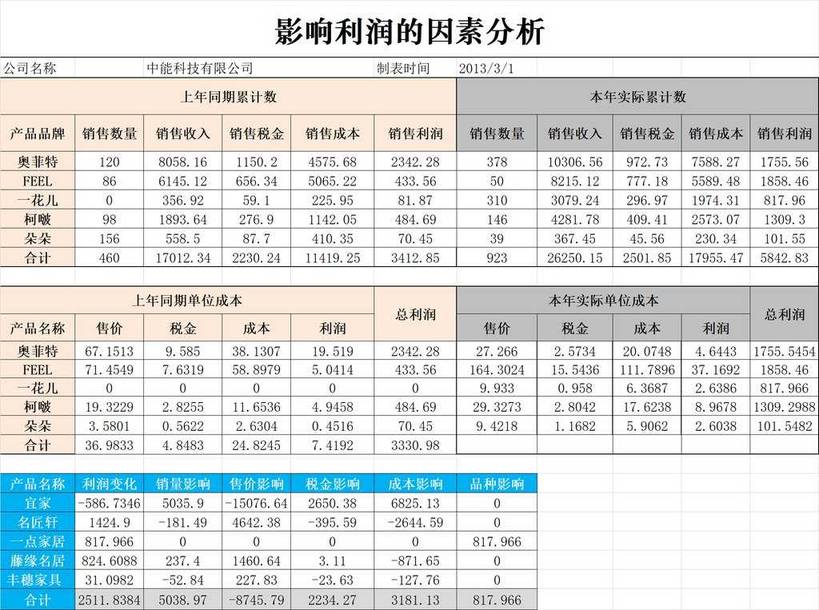 影响利润的因素分析
公司名称 中能科技有限公司 制表时间 2013/3/1
上年同期累计数 本年实际累计数
产品品牌 销售数量 销售收入 销售税金 销售成本 销售利润 销售数量 销售收入 销售税金 销售成本 销售利润
奥菲特 120 8058.16 1150.2 4575.68 2342.28 378 10306.56 972.73 7588.27 1755.56
FEEL 86 6145.12 656.34 5065.22 433.56 50 8215.12 777.18 5589.48 1858.46
一花儿 0 356.92 59.1 225.95 81.87 310 3079.24 296.97 1974.31 817.96
柯啵 98 1893.64 276.9 1142.05 484.69 146 4281.78 409.41 2573.07 1309.3
朵朵 156 558.5 87.7 410.35 70.45 39 367.45 45.56 230.34 101.55
合计 460 17012.34 2230.24 11419.25 3412.85 923 26250.15 2501.85 17955.47 5842.83
上年同期单位成本 总利润 本年实际单位成本 总利润
产品名称 售价 税金 成本 利润 售价 税金 成本 利润
奥菲特 67.1513 9.585 38.1307 19.519 2342.28 27.266 2.5734 20.0748 4.6443 1755.5454
FEEL 71.4549 7.6319 58.8979 5.0414 433.56 164.3024 15.5436 111.7896 37.1692 1858.46
一花儿 0 0 0 0 0 9.933 0.958 6.3687 2.6386 817.966
柯啵 19.3229 2.8255 11.6536 4.9458 484.69 29.3273 2.8042 17.6238 8.9678 1309.2988
朵朵 3.5801 0.5622 2.6304 0.4516 70.45 9.4218 1.1682 5.9062 2.6038 101.5482
合计 36.9833 4.8483 24.8245 7.4192 3330.98
产品名称 利润变化 销量影响 售价影响 税金影响 成本影响 品种影响
宜家 -586.7346 5035.9 -15076.64 2650.38 6825.13 0
名匠轩 1424.9 -181.49 4642.38 -395.59 -2644.59 0
一点家居 817.966 0 0 0 0 817.966
藤缘名居 824.6088 237.4 1460.64 3.11 -871.65 0
丰穗家具 31.0982 -52.84 227.83 -23.63 -127.76 0
合计 2511.8384 5038.97 -8745.79 2234.27 3181.13 817.966